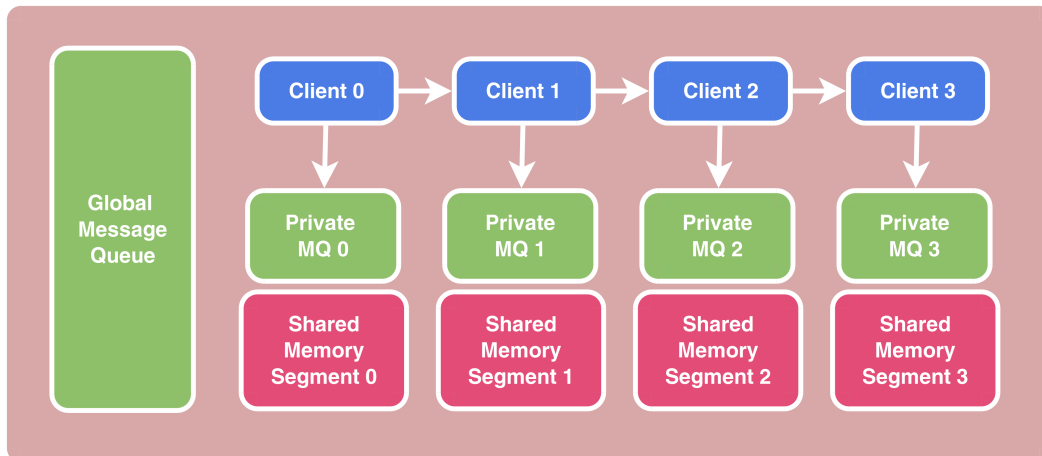 Global
Message
Queue
Client 0
Client 1
Client 2
Client 3
Private
MQ 0
Private
MQ 1
Private
MQ 2
Private
MQ 3
Shared
Memory
Segment 0
Shared
Memory
Segment 1
Shared
Memory
Segment 2
Shared
Memory
Segment 3